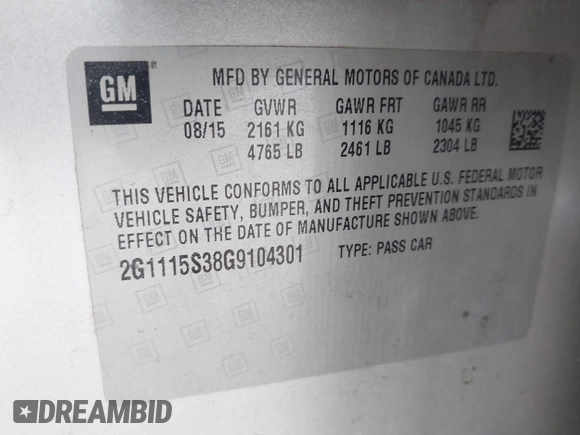 GM
MFD BY GENERAL MOTORS OF CANADA LTD.
DATE GVWR GAWR FRT GAWR RR
08/15 2161 KG 1116 KG 1045 KG
4765 LB 2461 LB 2304 LB
THIS VEHICLE CONFORMS TO ALL APPLICABLE U.S. FEDERAL MOTOR
VEHICLE SAFETY, BUMPER, AND THEFT PREVENTION STANDARDS IN
EFFECT ON THE DATE OF MANUFACTURE SHOWN ABOVE.
2G1115S38G9104301 TYPE: PASS CAR
DREAMBID